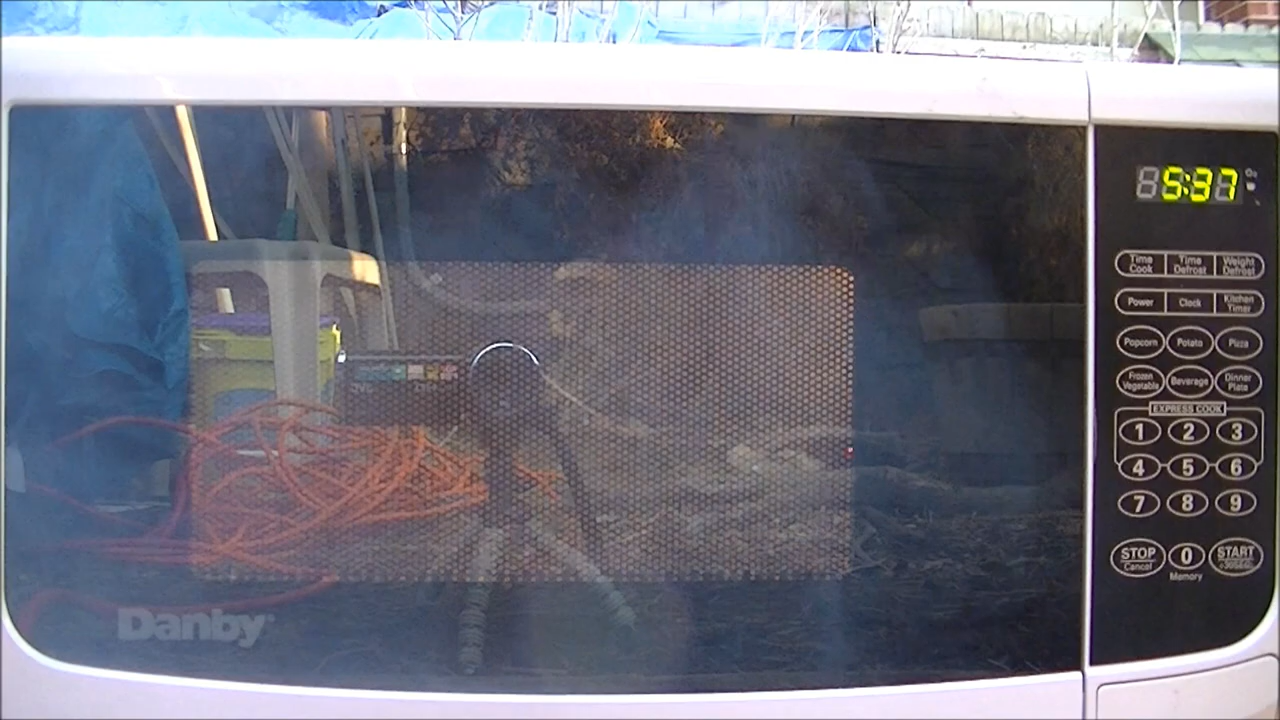 5:37
Time Cook
Time Defrost
Weight Defrost
Power
Clock
Kitchen Timer
Popcorn
Potato
Pizza
Frozen Vegetable
Beverage
Dinner Plate
EXPRESS COOK
1 2 3
4 5 6
7 8 9
STOP
Cancel
0
Memory
START
Danby